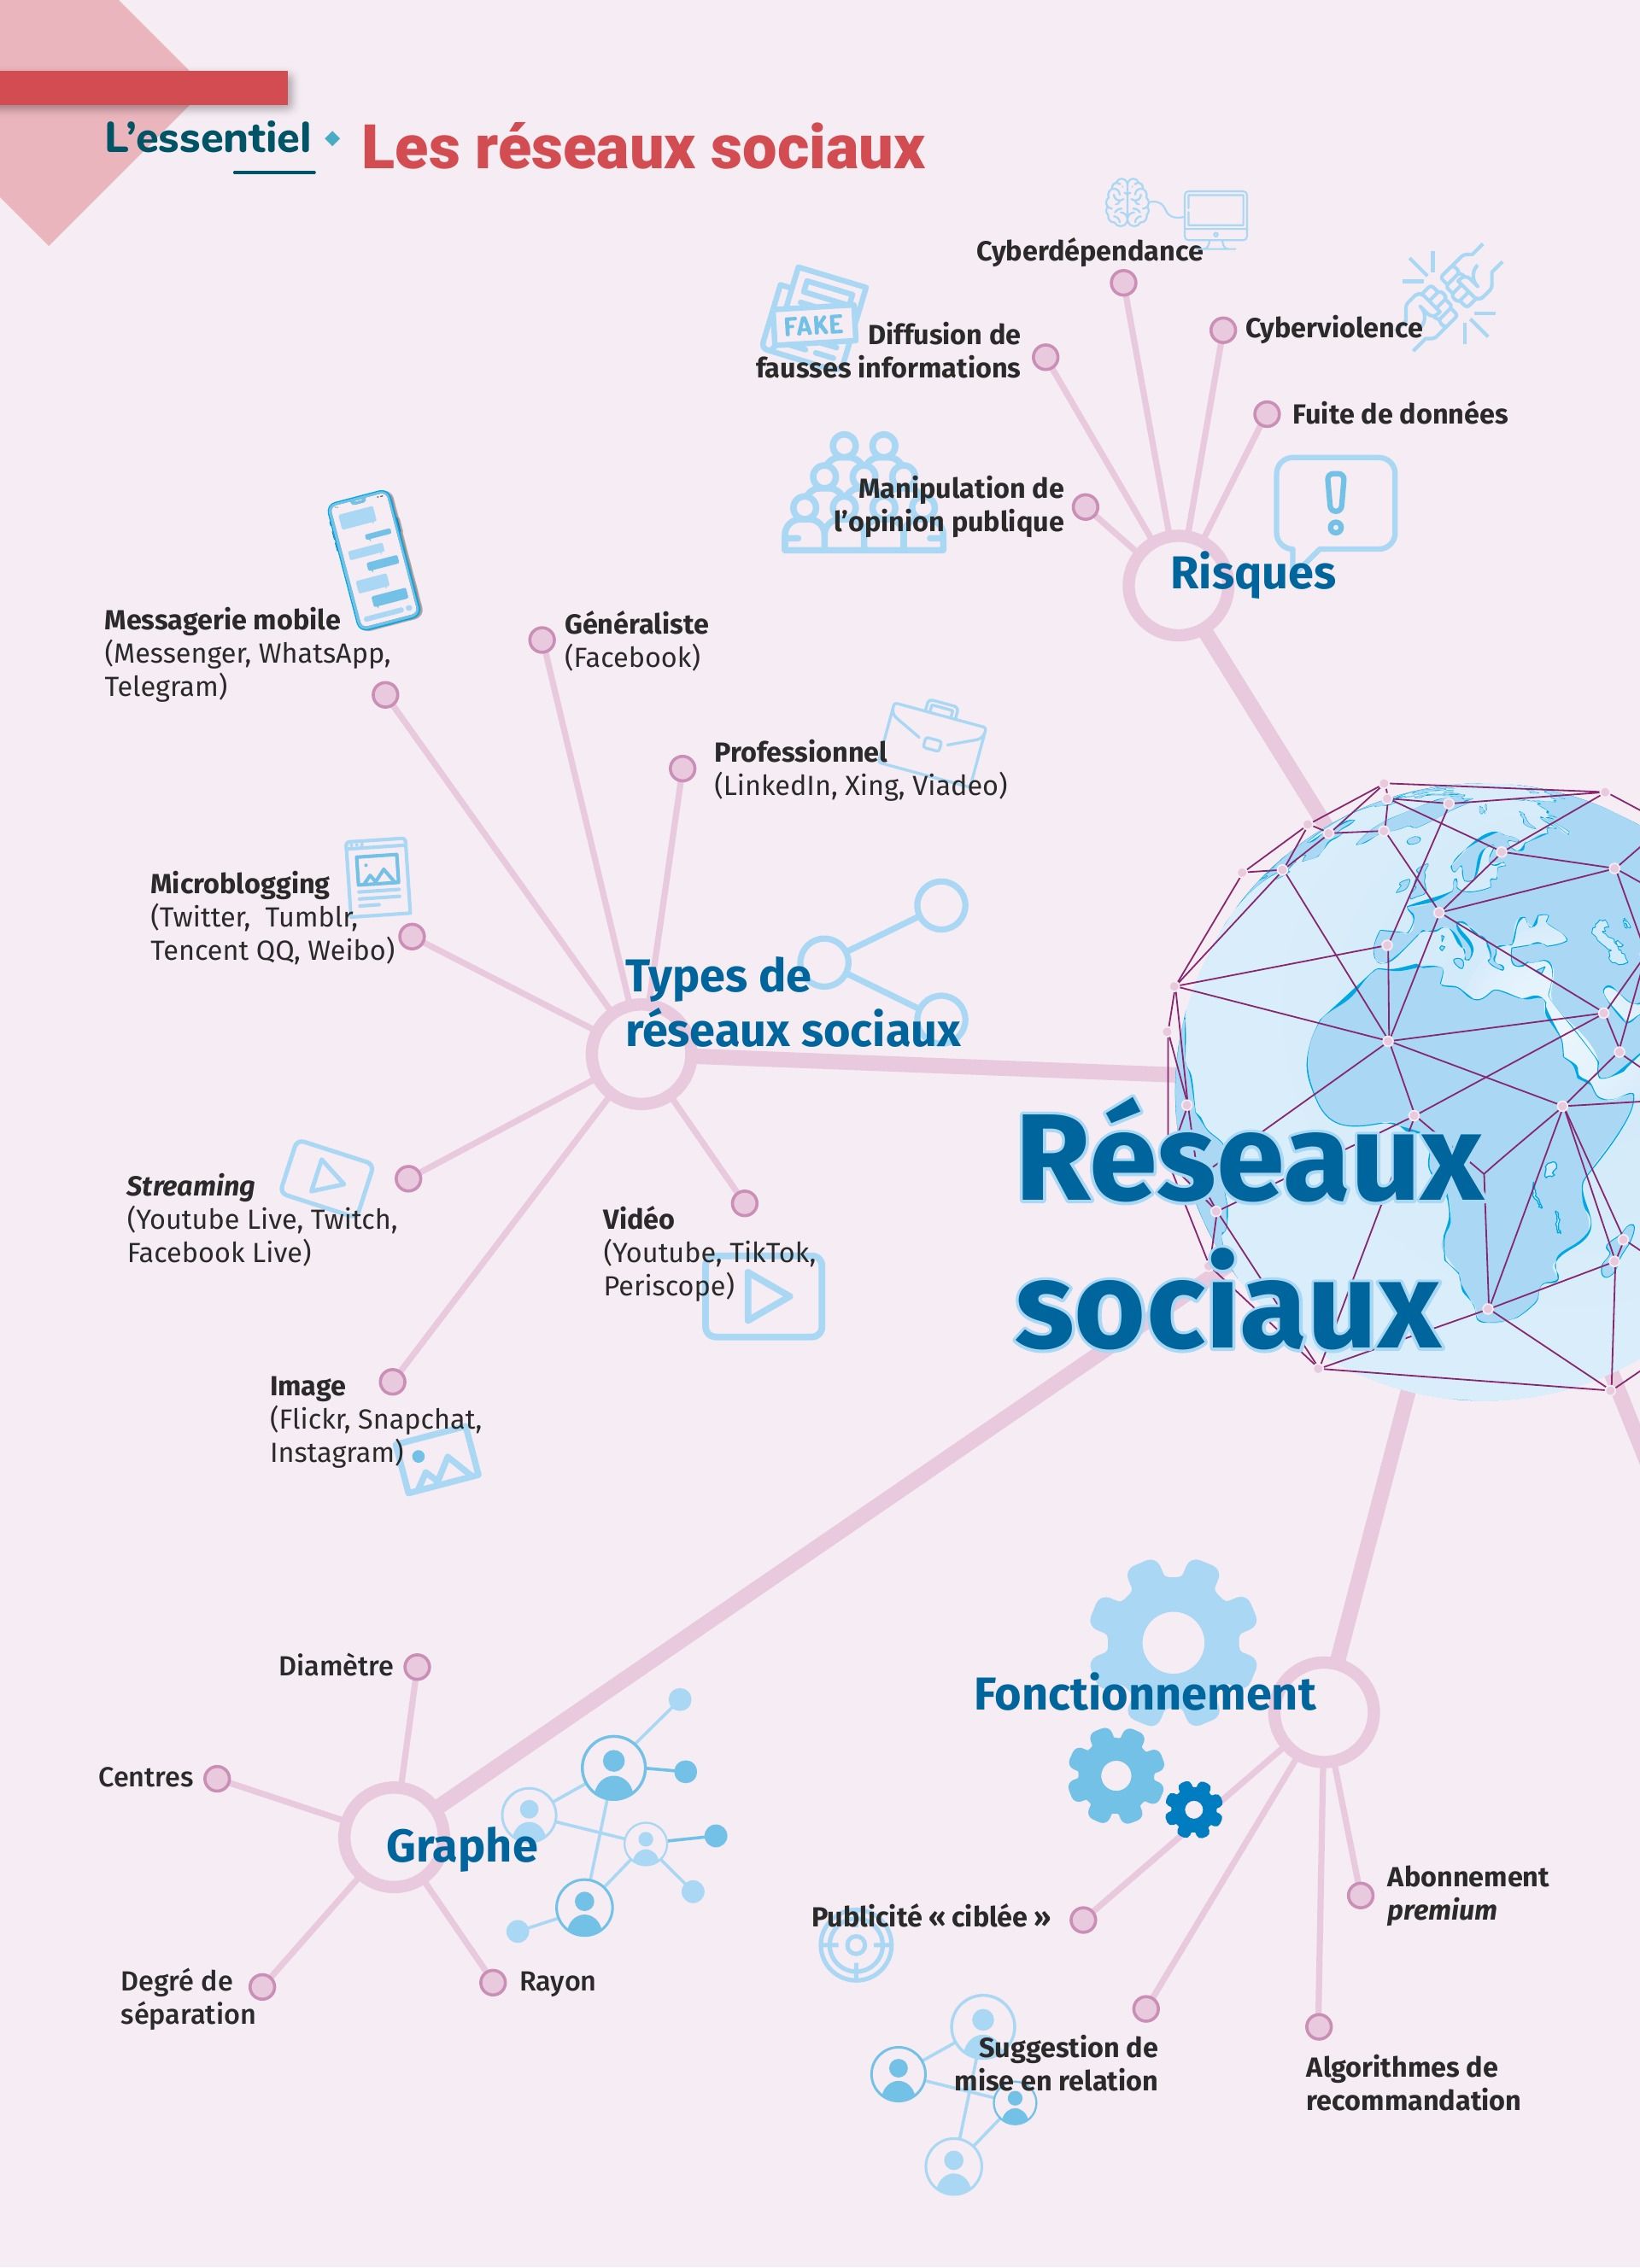 L'essentiel ◆ Les réseaux sociaux
Cyberdépendance
FAKE
Diffusion de
fausses informations
Cyberviolence
Fuite de données
Manipulation de
l'opinion publique
!
Risques
Messagerie mobile
(Messenger, WhatsApp,
Telegram)
Généraliste
(Facebook)
Professionnel
(LinkedIn, Xing, Viadeo)
Microblogging
(Twitter, Tumblr,
Tencent QQ, Weibo)
Types de
réseaux sociaux
Streaming
(Youtube Live, Twitch,
Facebook Live)
Vidéo
(Youtube, TikTok,
Periscope)
Image
(Flickr, Snapchat,
Instagram)
Réseaux
sociaux
Diamètre
Centres
Graphe
Degré de
séparation
Rayon
Fonctionnement
Publicité « ciblée »
Abonnement
premium
Suggestion de
mise en relation
Algorithmes de
recommandation